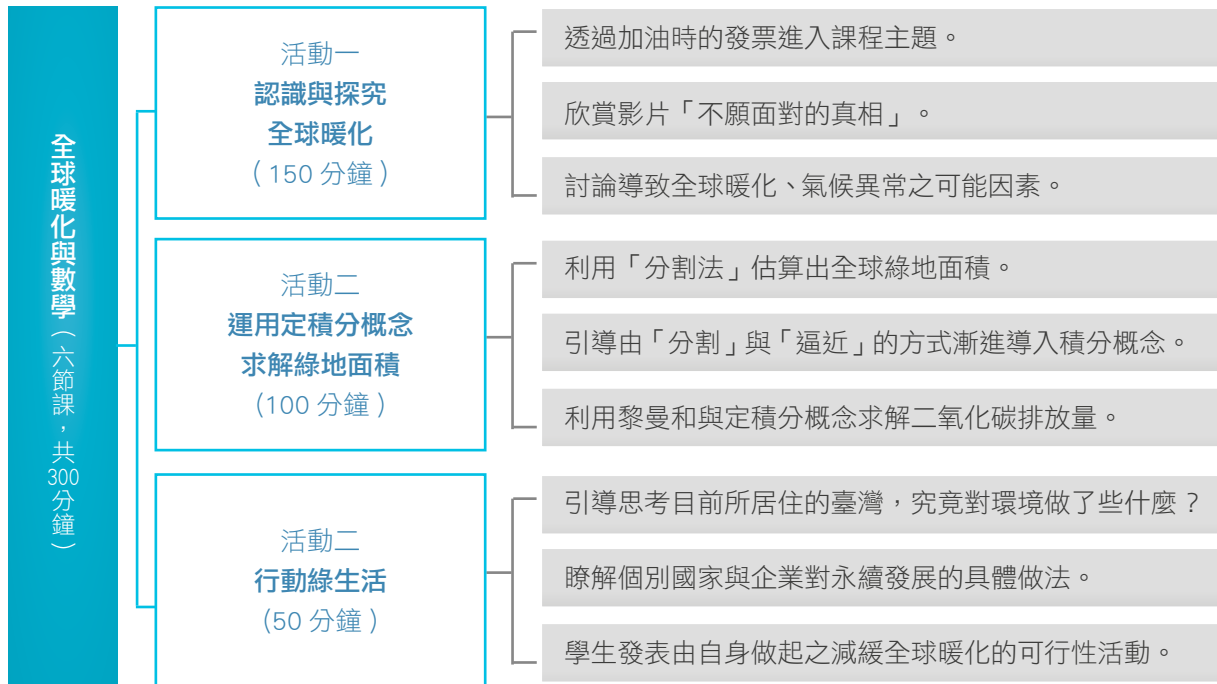 全球暖化與數學（六節課，共300分鐘）
活動一
認識與探究
全球暖化
（150 分鐘）
透過加油時的發票進入課程主題。
欣賞影片「不願面對的真相」。
討論導致全球暖化、氣候異常之可能因素。
活動二
運用定積分概念
求解綠地面積
（100 分鐘）
利用「分割法」估算出全球綠地面積。
引導由「分割」與「逼近」的方式漸進導入積分概念。
利用黎曼和與定積分概念求解二氧化碳排放量。
活動二
行動綠生活
（50 分鐘）
引導思考目前所居住的臺灣，究竟對環境做了些什麼？
瞭解個別國家與企業對永續發展的具體做法。
學生發表由自身做起之減緩全球暖化的可行性活動。